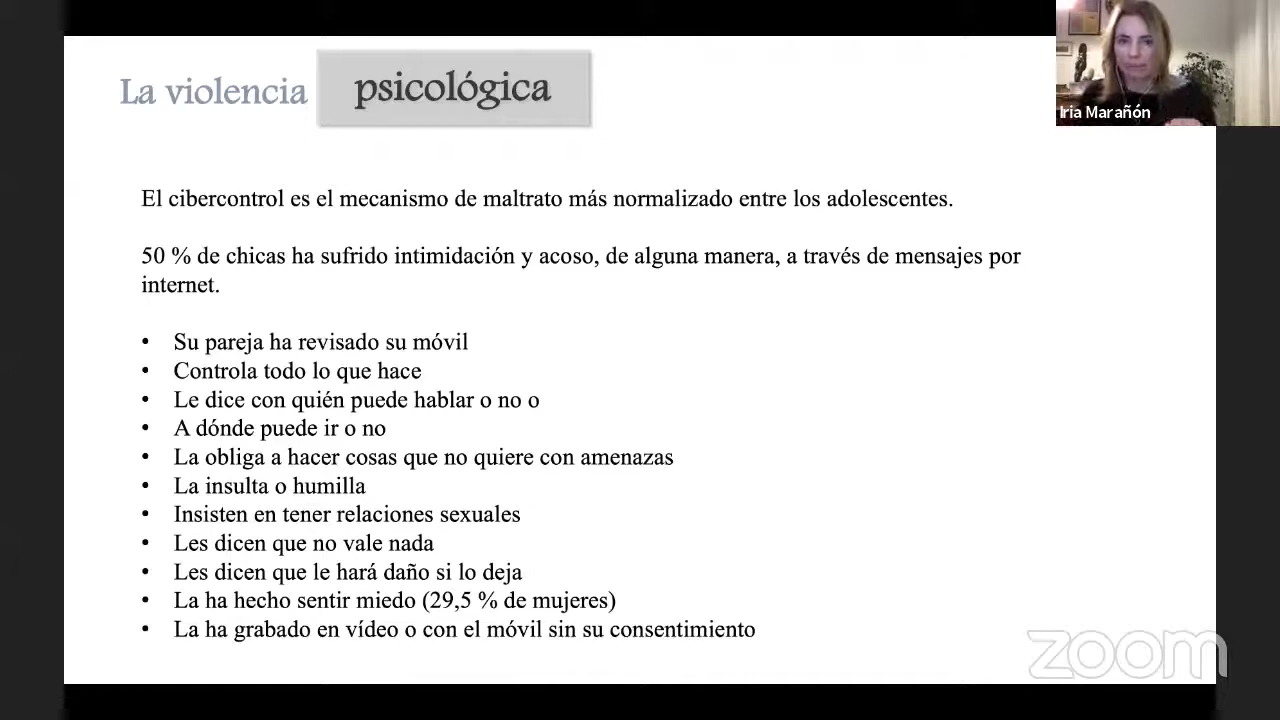 La violencia psicológica
Iria Marañón
El cibercontrol es el mecanismo de maltrato más normalizado entre los adolescentes.
50 % de chicas ha sufrido intimidación y acoso, de alguna manera, a través de mensajes por
internet.
• Su pareja ha revisado su móvil
• Controla todo lo que hace
• Le dice con quién puede hablar o no o
• A dónde puede ir o no
• La obliga a hacer cosas que no quiere con amenazas
• La insulta o humilla
• Insisten en tener relaciones sexuales
• Les dicen que no vale nada
• Les dicen que le hará daño si lo deja
• La ha hecho sentir miedo (29,5 % de mujeres)
• La ha grabado en vídeo o con el móvil sin su consentimiento
zoom